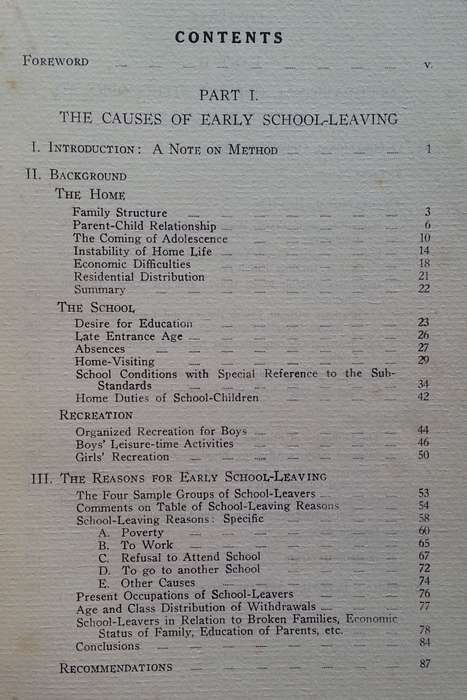 CONTENTS
FOREWORD v.
PART I.
THE CAUSES OF EARLY SCHOOL-LEAVING
I. INTRODUCTION: A NOTE ON METHOD 1
II. BACKGROUND
THE HOME
Family Structure 3
Parent-Child Relationship 6
The Coming of Adolescence 10
Instability of Home Life 14
Economic Difficulties 18
Residential Distribution 21
Summary 22
THE SCHOOL
Desire for Education 23
Late Entrance Age 26
Absences 27
Home-Visiting 29
School Conditions with Special Reference to the Sub-
Standards 34
Home Duties of School-Children 42
RECREATION
Organized Recreation for Boys 44
Boys' Leisure-time Activities 46
Girls' Recreation 50
III. THE REASONS FOR EARLY SCHOOL-LEAVING
The Four Sample Groups of School-Leavers 53
Comments on Table of School-Leaving Reasons 54
School-Leaving Reasons: Specific 58
A. Poverty 60
B. To Work 65
C. Refusal to Attend School 67
D. To go to another School 72
E. Other Causes 74
Present Occupations of School-Leavers 76
Age and Class Distribution of Withdrawals 77
School-Leavers in Relation to Broken Families, Economic
Status of Family, Education of Parents, etc. 78
Conclusions 84
RECOMMENDATIONS 87